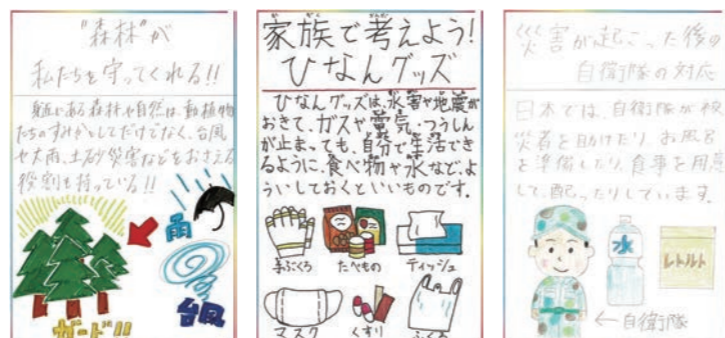 "森林"が
私たちを守ってくれる!!
身近にある森林や自然は、動植物
たちのすみかとしてだけでなく、台風
や大雨、土砂災害などをおさえる
役割も持っている!!
雨
台風
ガード!!
家族で考えよう!
かぞく かんが
ひなんグッズ
ひなんグッズは、水害や地震が
おきて、ガスや電気・つうしん
が止まっても、自分で生活でき
るように、食べ物や水など、よ
ういしておくといいものです。
手ぶくろ
たべもの
ティッシュ
マスク
くすり
ふくろ
災害が起こった後の
自衛隊の対応
日本では、自衛隊が被
災者を助けたり、お風呂
を準備したり、食事を用意
して、配ったりしています。
水
レトルト
←自衛隊